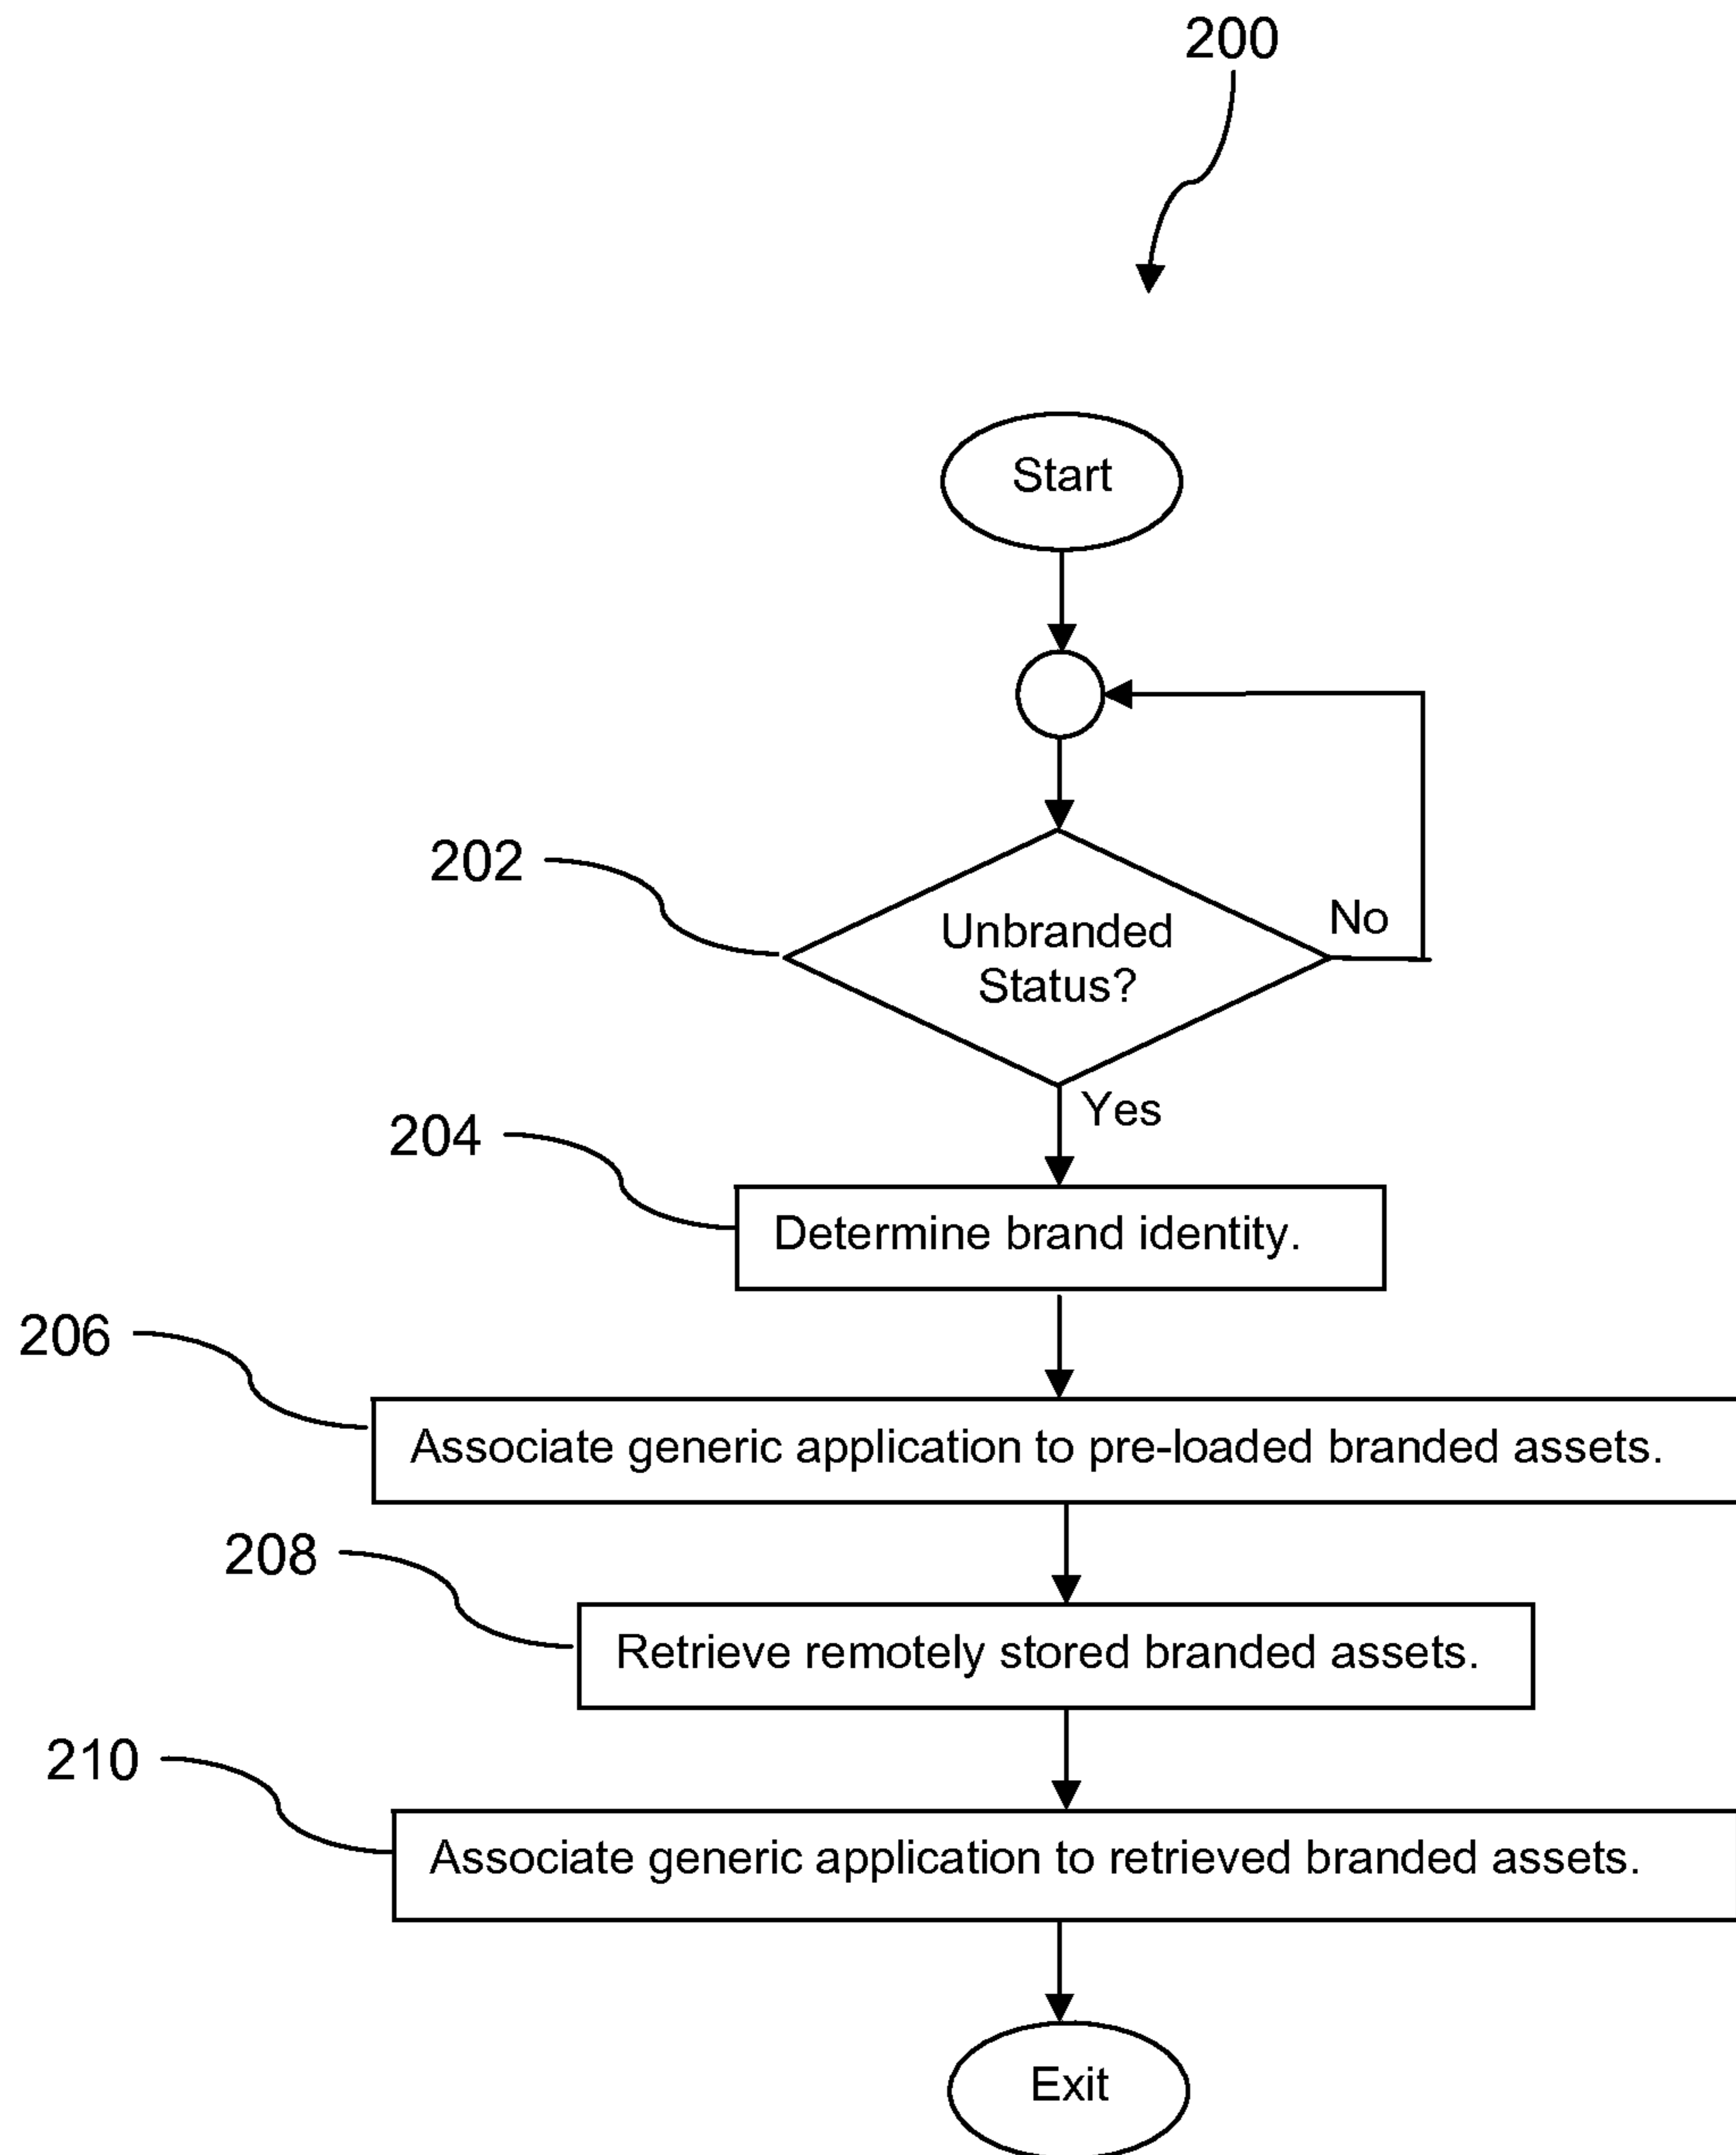 200
Start
202
Unbranded
Status?
No
Yes
204
Determine brand identity.
206
Associate generic application to pre-loaded branded assets.
208
Retrieve remotely stored branded assets.
210
Associate generic application to retrieved branded assets.
Exit